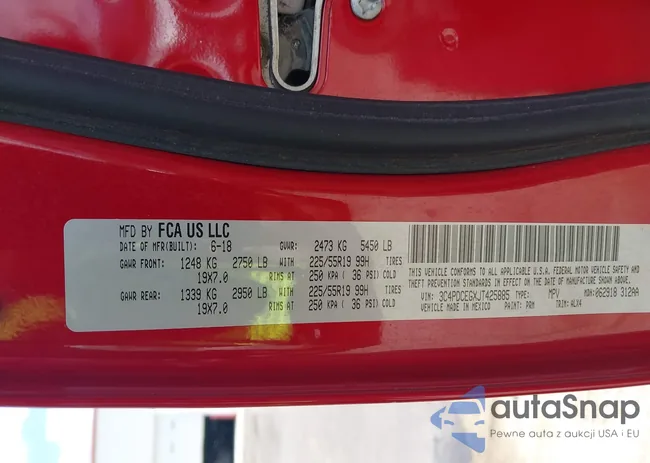 MFD BY FCA US LLC
DATE OF MFR(BUILT): 6-18 GVWR: 2473 KG 5450 LB
GAWR FRONT: 1248 KG 2750 LB WITH 225/55R19 99H TIRES
19X7.0 RIMS AT 250 KPA ( 36 PSI) COLD
GAWR REAR: 1339 KG 2950 LB WITH 225/55R19 99H TIRES
19X7.0 RIMS AT 250 KPA ( 36 PSI) COLD
THIS VEHICLE CONFORMS TO ALL APPLICABLE U.S.A. FEDERAL MOTOR VEHICLE SAFETY AND
THEFT PREVENTION STANDARDS IN EFFECT ON THE DATE OF MANUFACTURE SHOWN ABOVE.
VIN: 3C4PDCEGXJT425885 TYPE: MPV MDH: 062918 312AA
VEHICLE MADE IN MEXICO PAINT: PRM TRIM: ALX4
autaSnap
Pewne auta z aukcji USA i EU